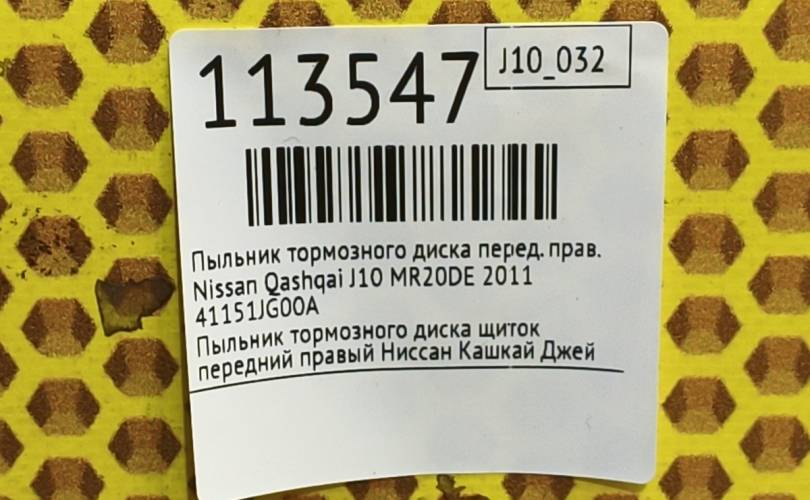 113547
J10_032
Пыльник тормозного диска перед. прав.
Nissan Qashqai J10 MR20DE 2011
41151JG00A
Пыльник тормозного диска щиток
передний правый Ниссан Кашкай Джей